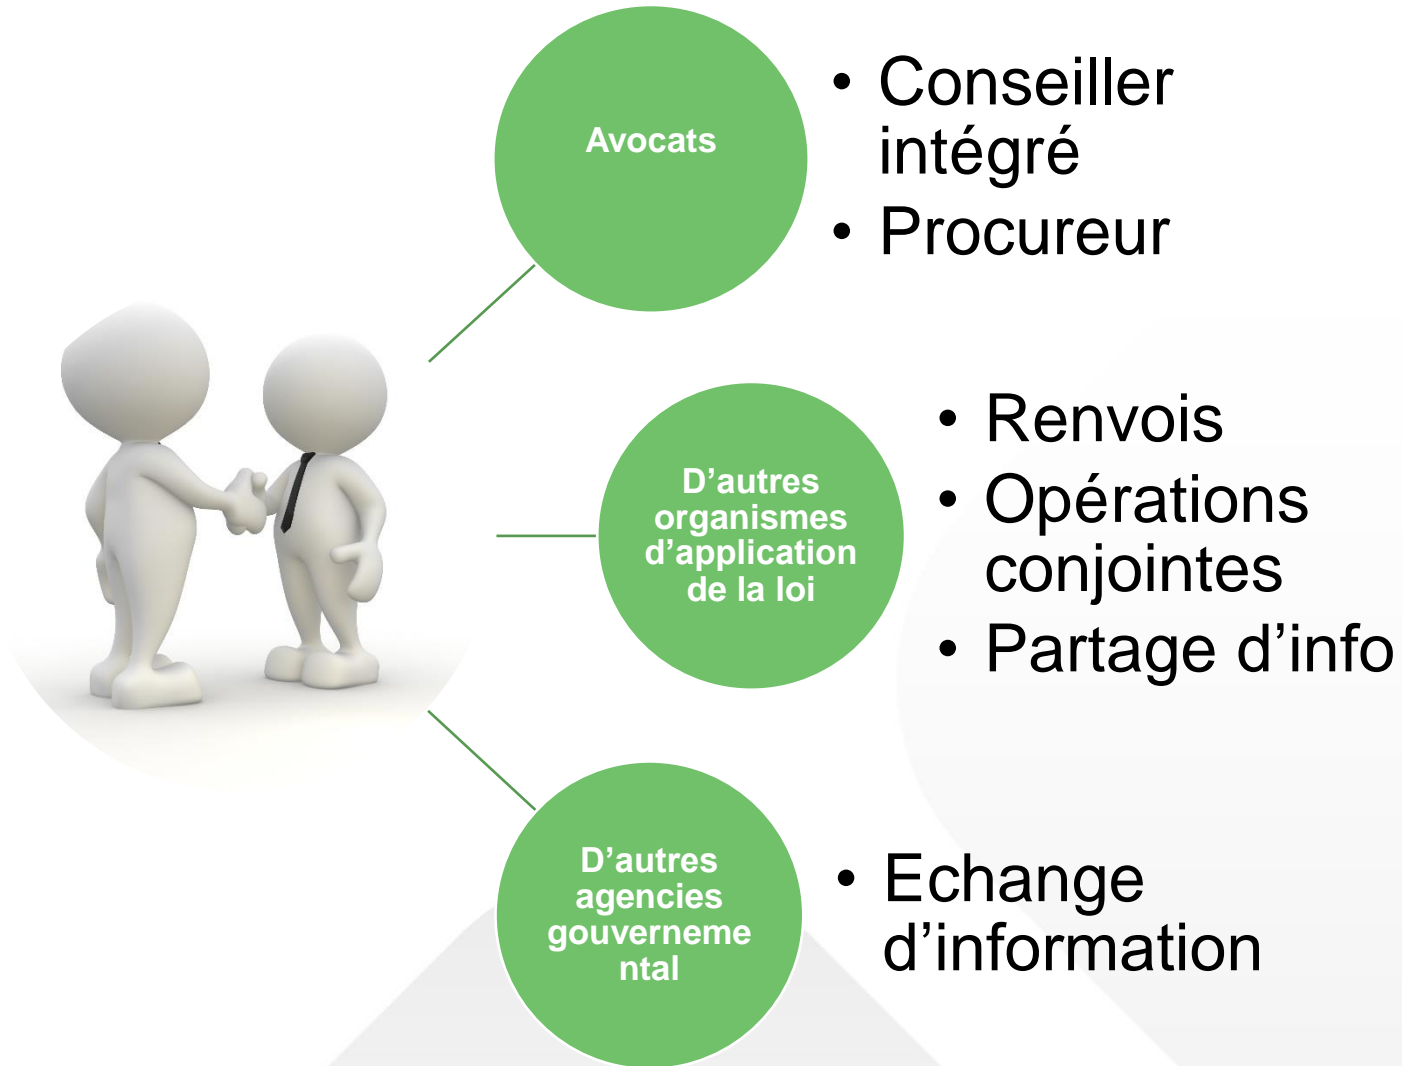 Avocats
• Conseiller
intégré
• Procureur
D’autres
organismes
d’application
de la loi
• Renvois
• Opérations
conjointes
• Partage d’info
D’autres
agencies
gouverneme
ntal
• Echange
d’information